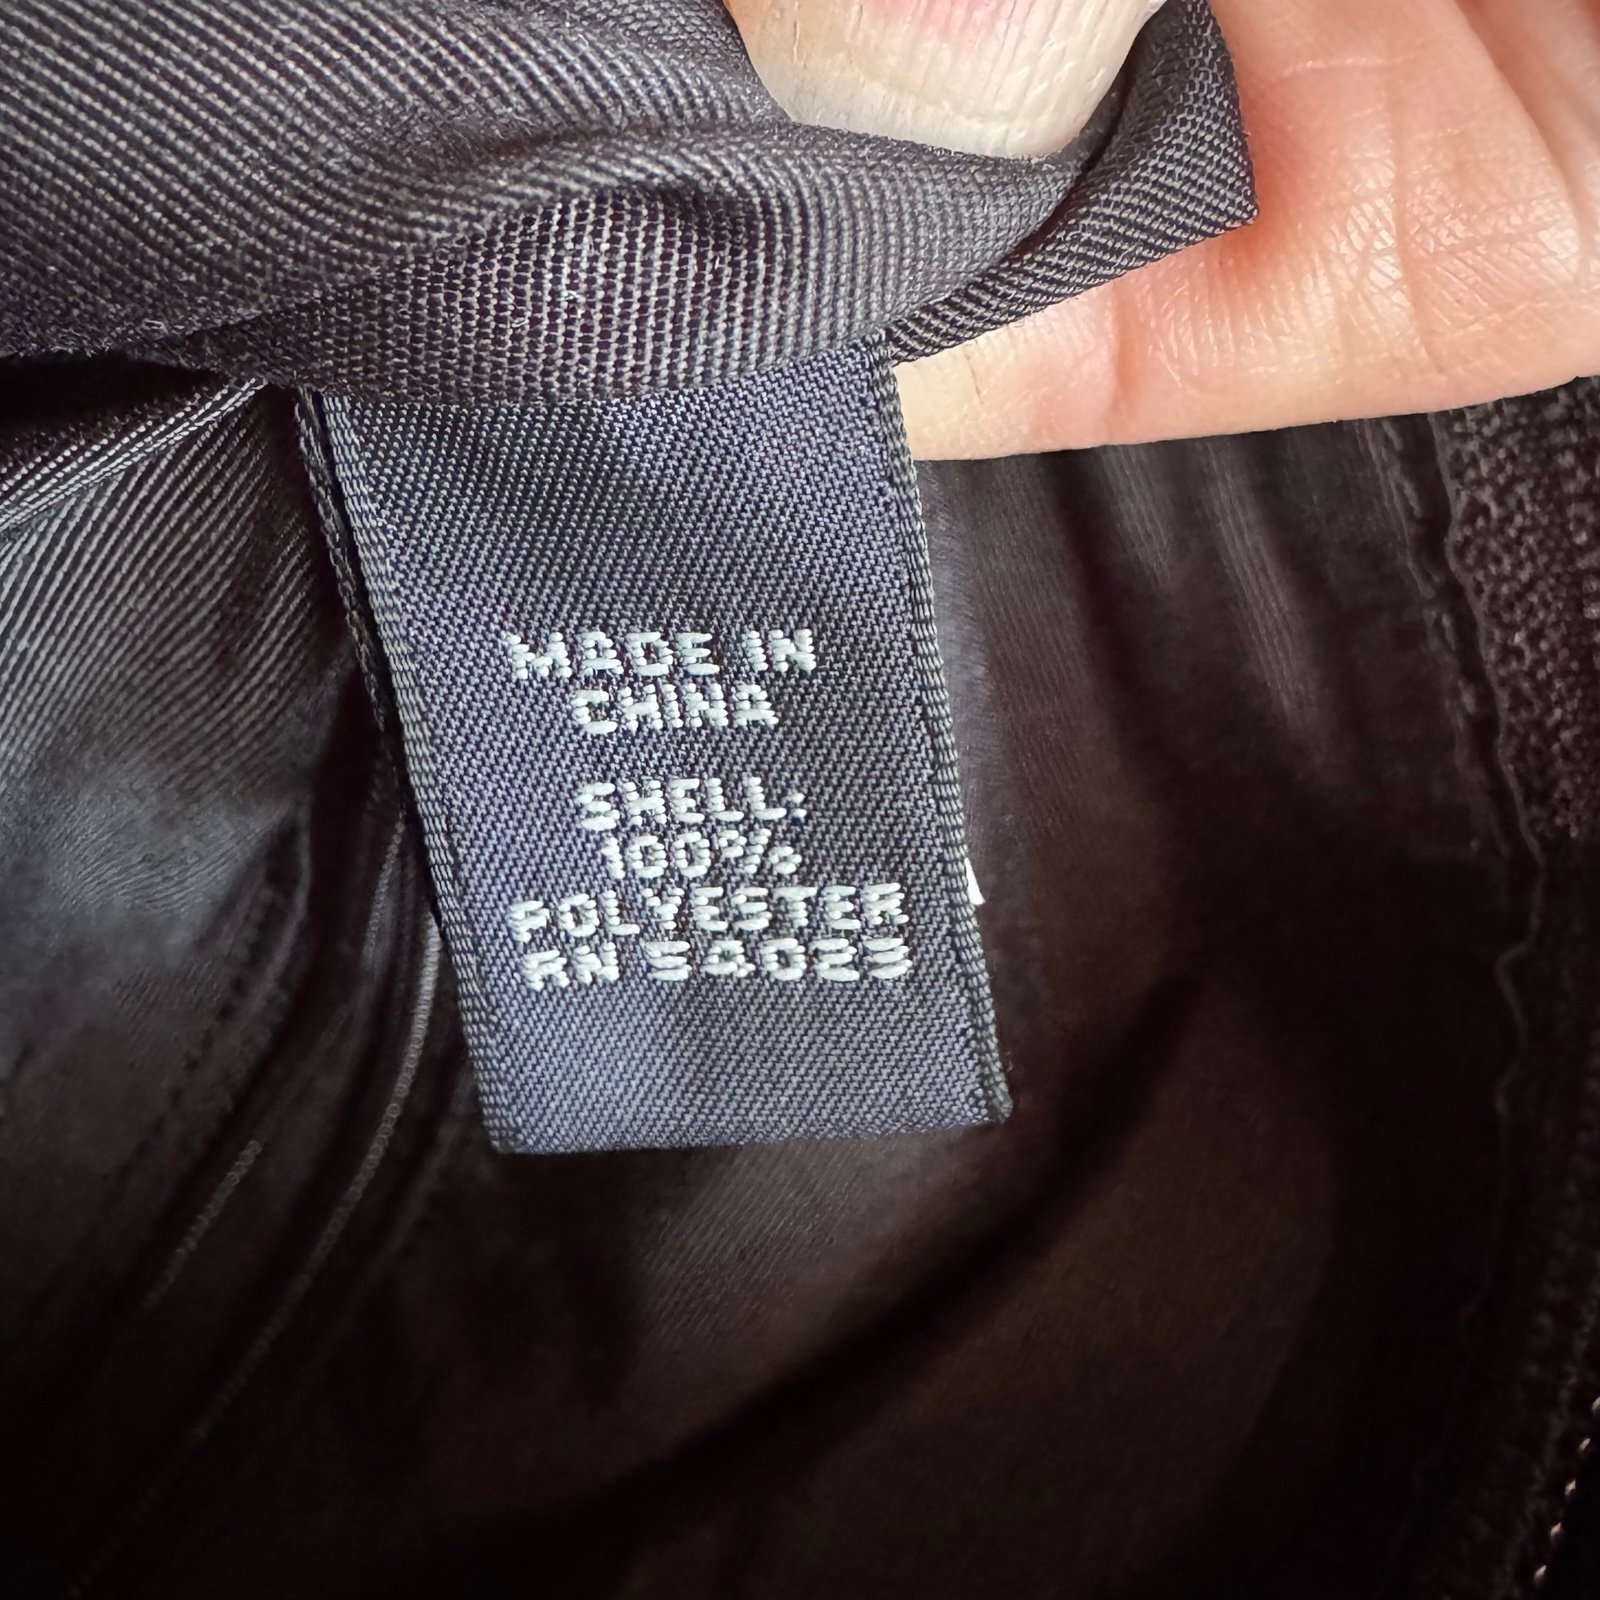 MADE IN
CHINA
SHELL:
100%
POLYESTER
RN 54023